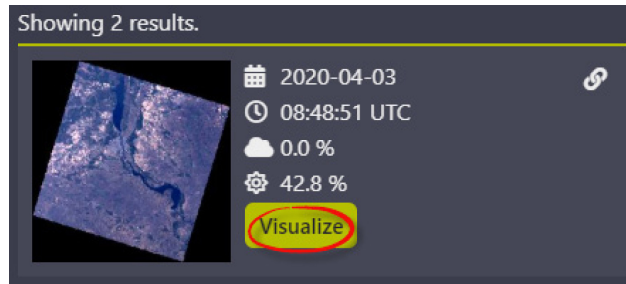 Showing 2 results.
2020-04-03
08:48:51 UTC
0.0 %
42.8 %
Visualize